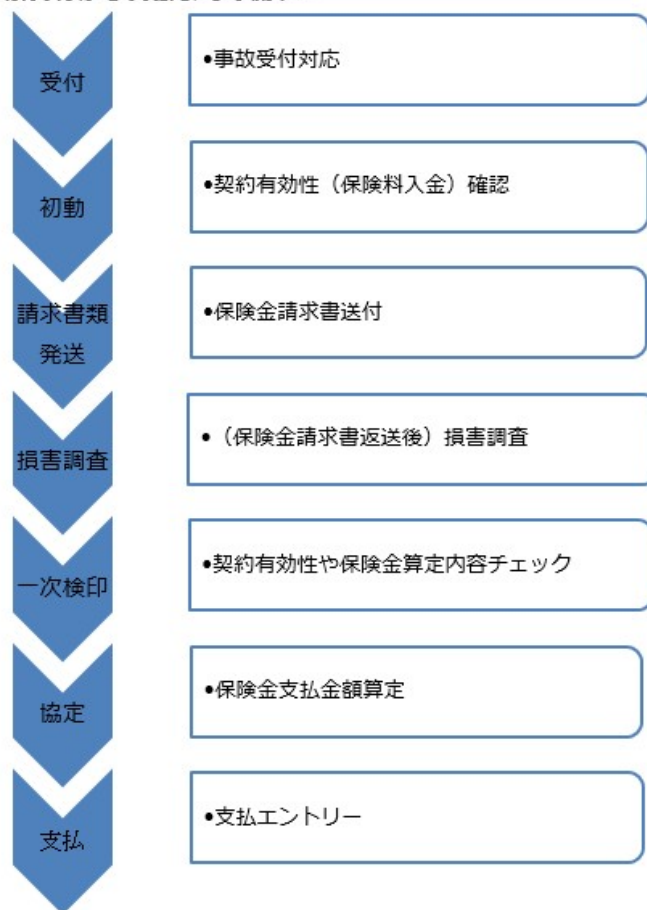 受付
•事故受付対応
初動
•契約有効性（保険料入金）確認
請求書類
発送
•保険金請求書送付
損害調査
•（保険金請求書返送後）損害調査
一次検印
•契約有効性や保険金算定内容チェック
協定
•保険金支払金額算定
支払
•支払エントリー